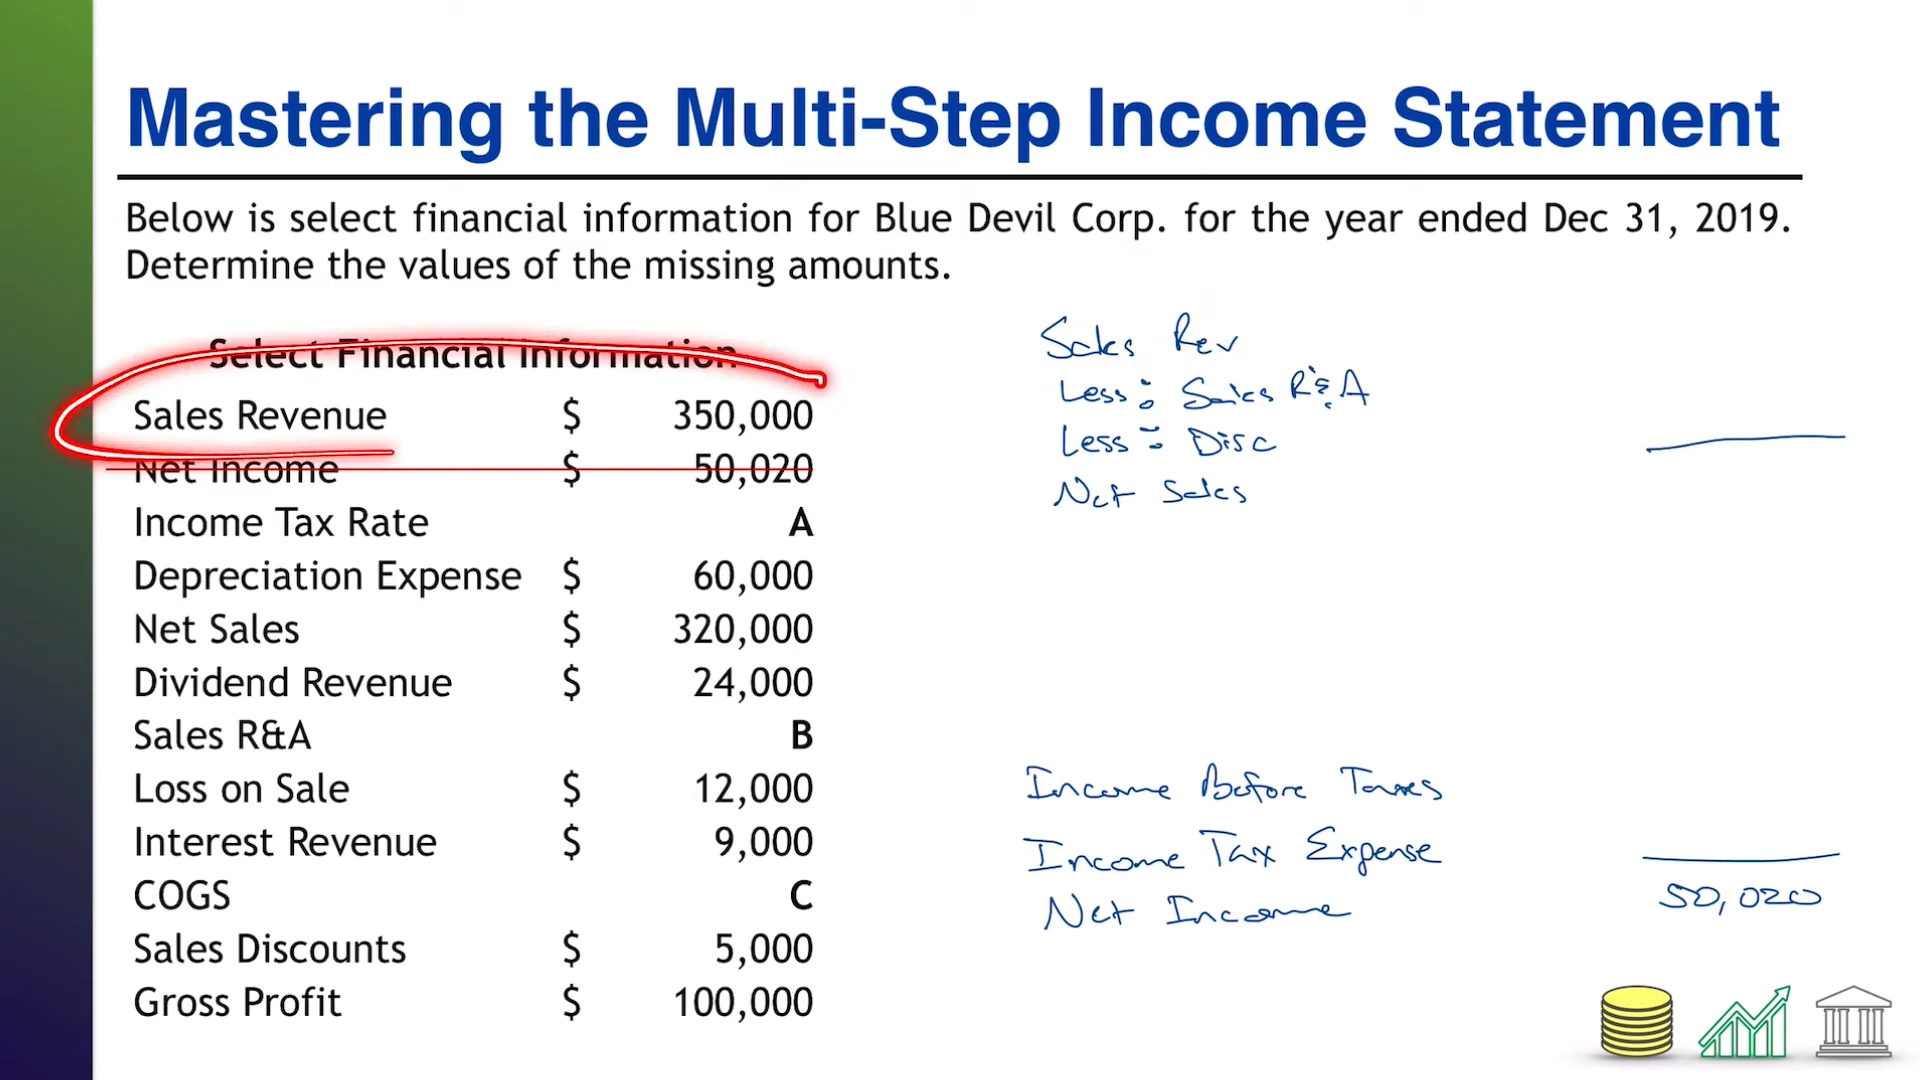 Mastering the Multi-Step Income Statement
Below is select financial information for Blue Devil Corp. for the year ended Dec 31, 2019.
Determine the values of the missing amounts.
Select Financial Information
Sales Revenue $ 350,000
Net Income $ 50,020
Income Tax Rate A
Depreciation Expense $ 60,000
Net Sales $ 320,000
Dividend Revenue $ 24,000
Sales R&A B
Loss on Sale $ 12,000
Interest Revenue $ 9,000
COGS C
Sales Discounts $ 5,000
Gross Profit $ 100,000
Sales Rev
Less: Sales R&A
Less: Disc
Net Sales
Income Before Taxes
Income Tax Expense
Net Income 50,020